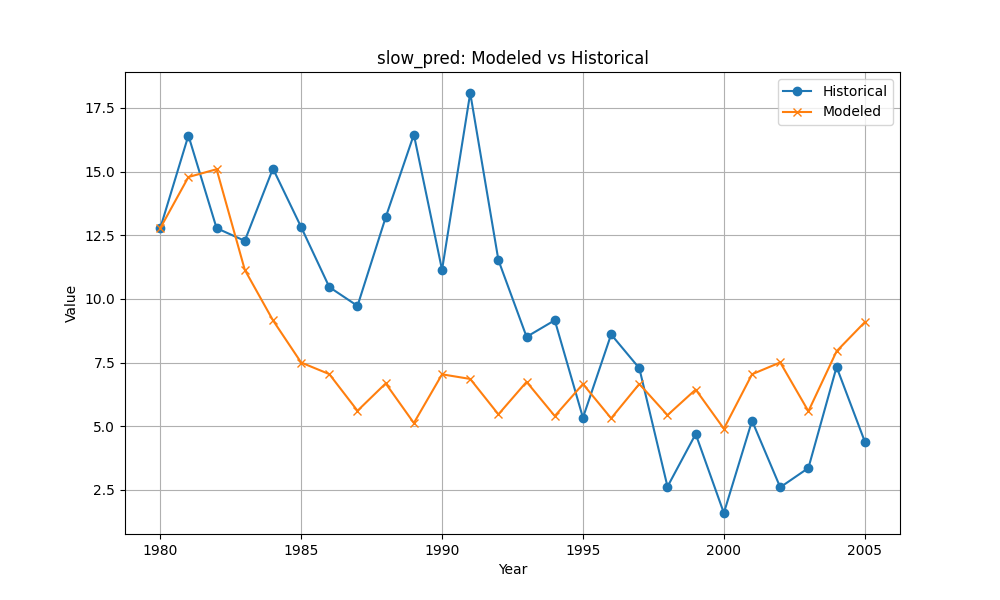 slow_pred: Modeled vs Historical
Historical
Modeled
Value
17.5
15.0
12.5
10.0
7.5
5.0
2.5
1980
1985
1990
1995
2000
2005
Year